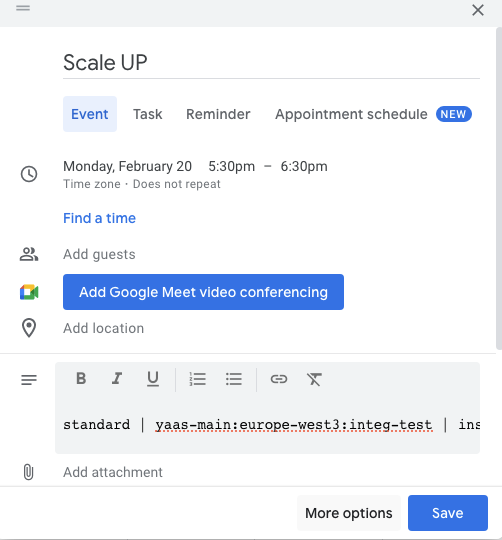 Scale UP
Event Task Reminder Appointment schedule NEW
Monday, February 20 5:30pm – 6:30pm
Time zone · Does not repeat
Find a time
Add guests
Add Google Meet video conferencing
Add location
B I U
standard | yaas-main:europe-west3:integ-test | ins
Add attachment
More options Save